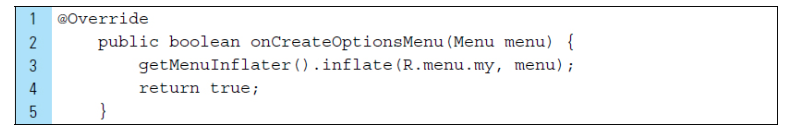 1 @Override
2     public boolean onCreateOptionsMenu(Menu menu) {
3         getMenuInflater().inflate(R.menu.my, menu);
4         return true;
5     }